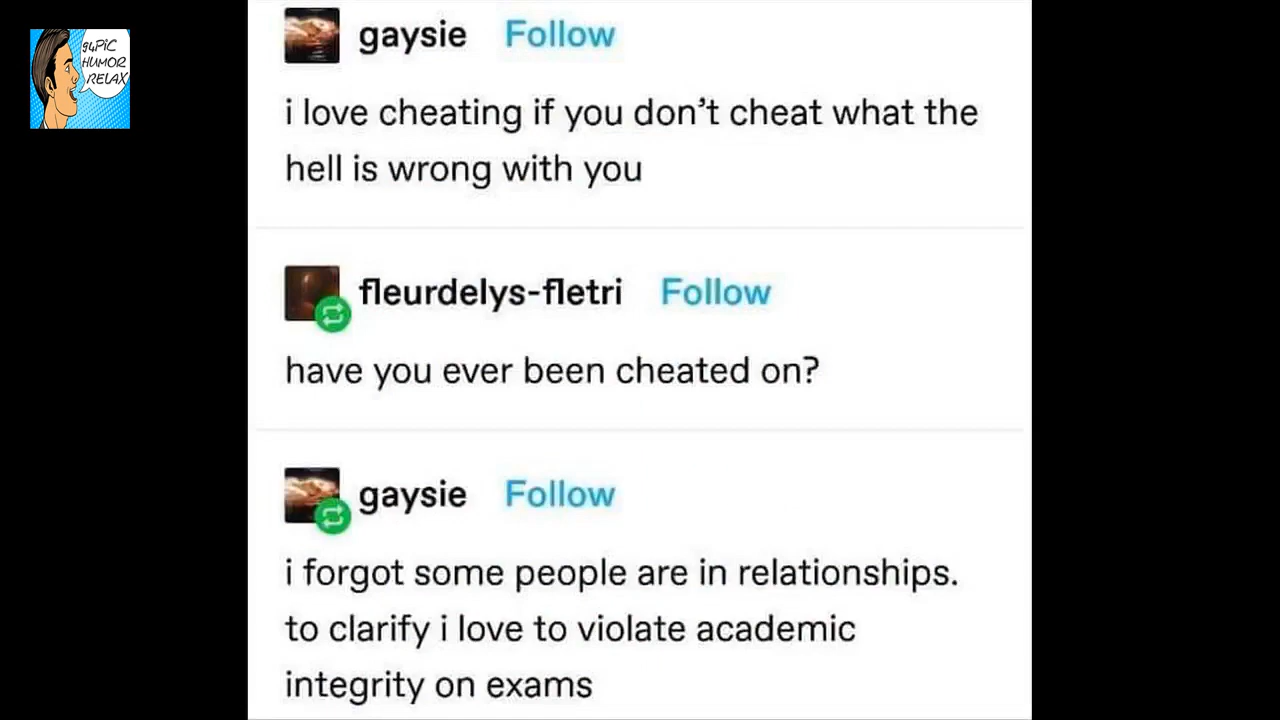 g4PiC
HUMOR
RELAX
gaysie Follow
i love cheating if you don’t cheat what the
hell is wrong with you
fleurdelys-fletri Follow
have you ever been cheated on?
gaysie Follow
i forgot some people are in relationships.
to clarify i love to violate academic
integrity on exams